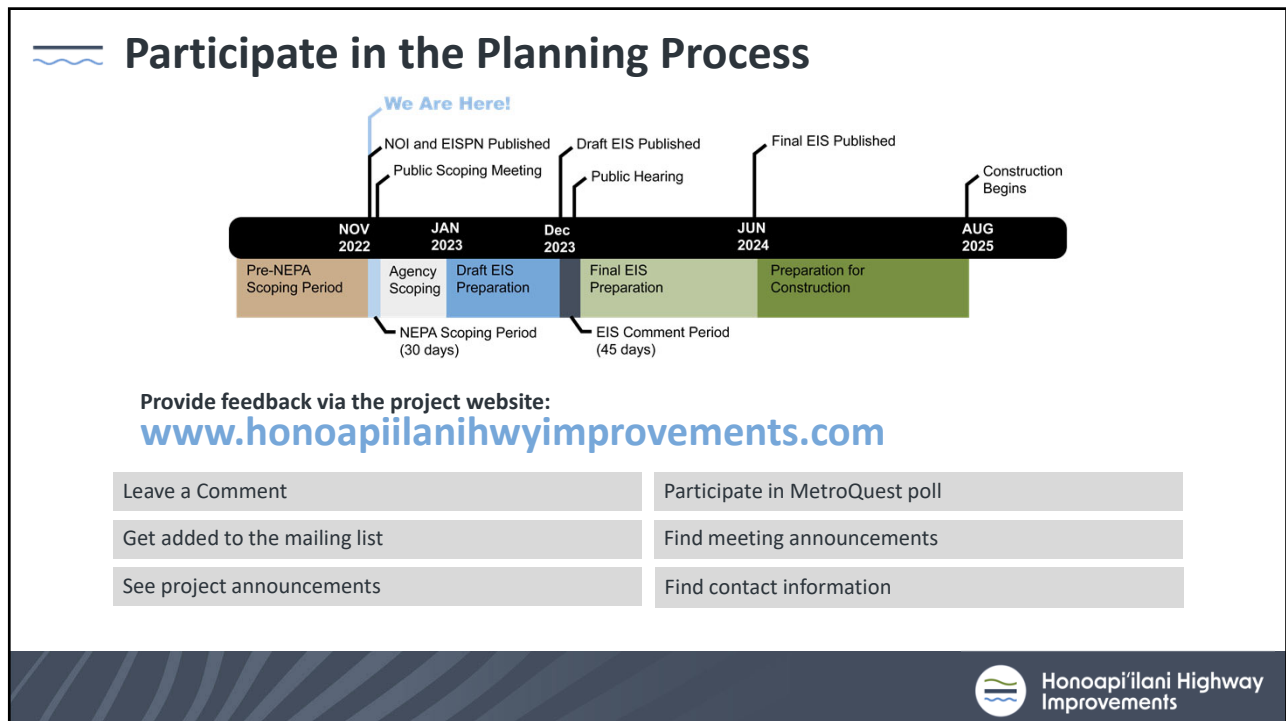 Participate in the Planning Process
We Are Here!
NOI and EISPN Published
Public Scoping Meeting
Draft EIS Published
Public Hearing
Final EIS Published
Construction
Begins
NOV
2022
JAN
2023
Dec
2023
JUN
2024
AUG
2025
Pre-NEPA
Scoping Period
Agency
Scoping
Draft EIS
Preparation
Final EIS
Preparation
Preparation for
Construction
NEPA Scoping Period
(30 days)
EIS Comment Period
(45 days)
Provide feedback via the project website:
www.honoapiilanihwyimprovements.com
Leave a Comment
Participate in MetroQuest poll
Get added to the mailing list
Find meeting announcements
See project announcements
Find contact information
Honoapiʻilani Highway
Improvements